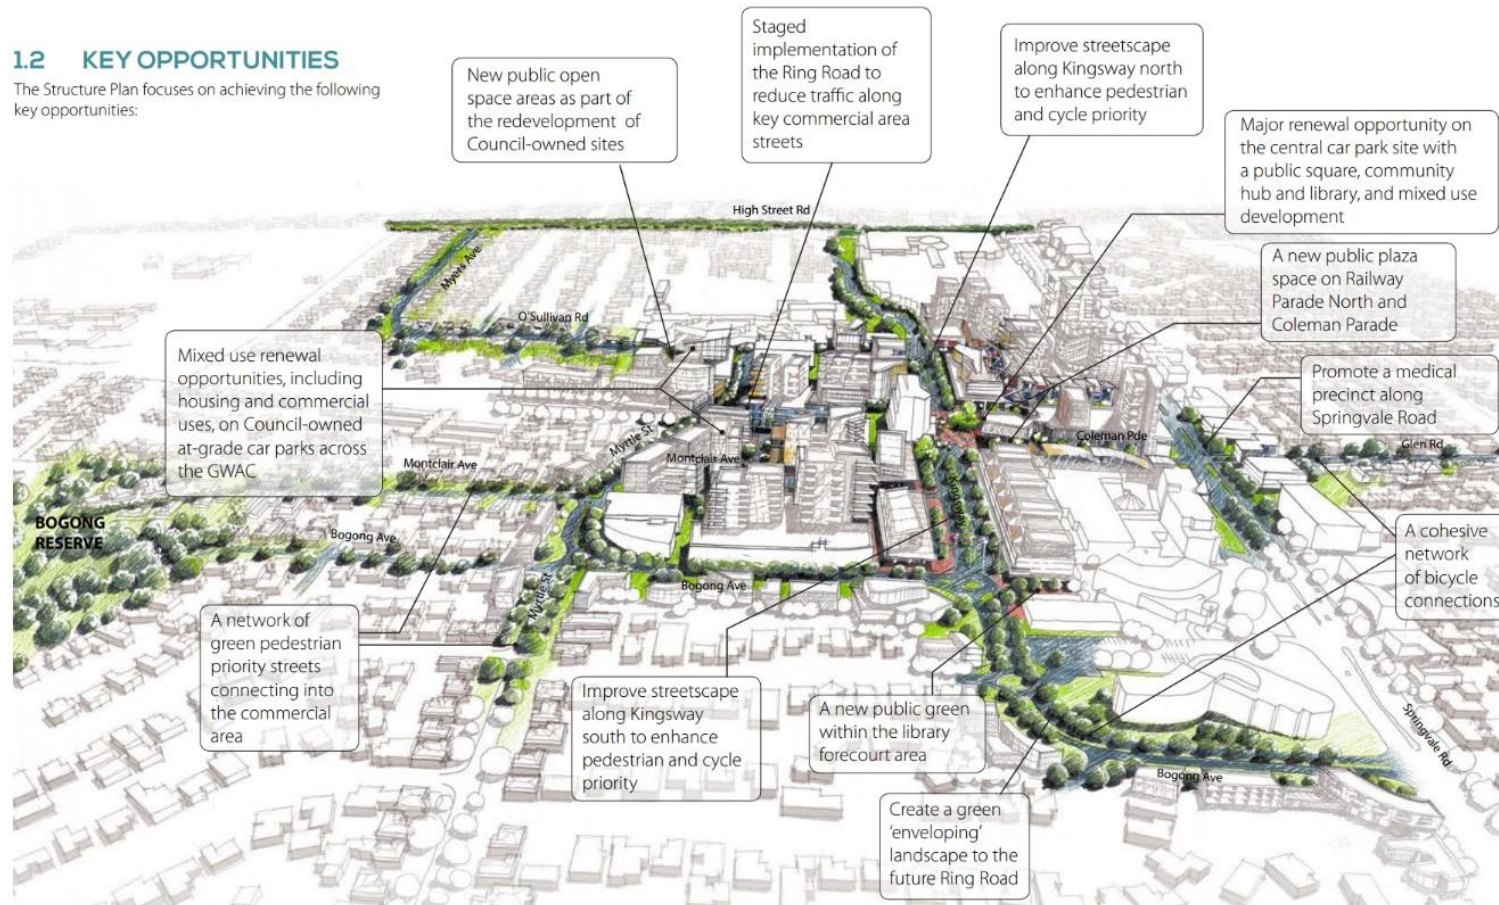 1.2 KEY OPPORTUNITIES
The Structure Plan focuses on achieving the following
key opportunities:
New public open
space areas as part of
the redevelopment of
Council-owned sites
Staged
implementation of
the Ring Road to
reduce traffic along
key commercial area
streets
Improve streetscape
along Kingsway north
to enhance pedestrian
and cycle priority
Major renewal opportunity on
the central car park site with
a public square, community
hub and library, and mixed use
development
A new public plaza
space on Railway
Parade North and
Coleman Parade
Promote a medical
precinct along
Springvale Road
A cohesive
network
of bicycle
connections
Mixed use renewal
opportunities, including
housing and commercial
uses, on Council-owned
at-grade car parks across
the GWAC
A network of
green pedestrian
priority streets
connecting into
the commercial
area
Improve streetscape
along Kingsway
south to enhance
pedestrian and cycle
priority
A new public green
within the library
forecourt area
Create a green
‘enveloping’
landscape to the
future Ring Road
High Street Rd
Myers Ave
O'Sullivan Rd
Myrtle St
Montclair Ave
Montclair Ave
Coleman Pde
Glen Rd
Kingsway
BOGONG
RESERVE
Bogong Ave
Bogong Ave
Myrtle St
Springvale Rd
Bogong Ave